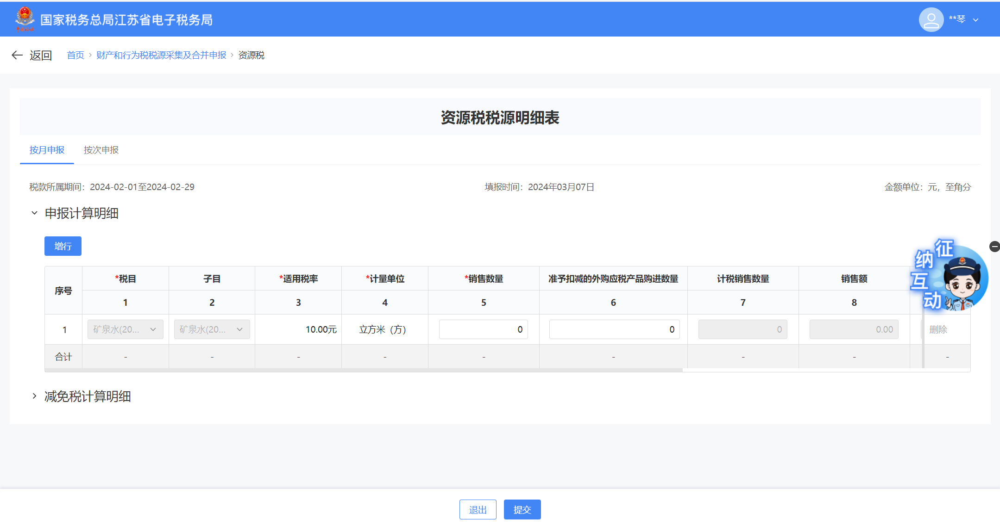 国家税务总局江苏省电子税务局
**琴
返回 首页 > 财产和行为税税源采集及合并申报 > 资源税
资源税税源明细表
按月申报 按次申报
税款所属期间：2024-02-01至2024-02-29 填报时间：2024年03月07日 金额单位：元，至角分
申报计算明细
增行
征纳互动
序号 *税目 子目 *适用税率 *计量单位 *销售数量 准予扣减的外购应税产品购进数量 计税销售数量 销售额
1 2 3 4 5 6 7 8
1 矿泉水(20... 矿泉水(20... 10.00元 立方米（方） 0 0 0 0.00 删除
合计 - - - - - - - - -
减免税计算明细
退出 提交